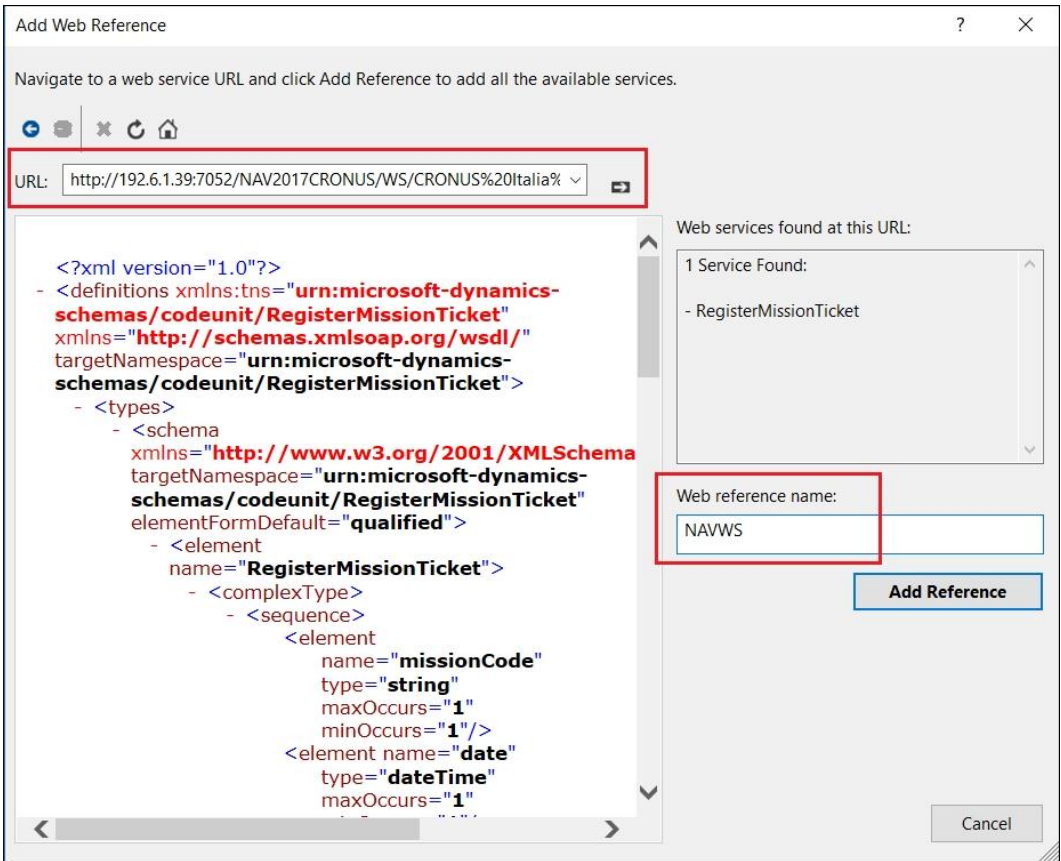 Add Web Reference
?
Navigate to a web service URL and click Add Reference to add all the available services.
URL: http://192.6.1.39:7052/NAV2017CRONUS/WS/CRONUS%20Italia%
<?xml version="1.0"?>
- <definitions xmlns:tns="urn:microsoft-dynamics-
schemas/codeunit/RegisterMissionTicket"
xmlns="http://schemas.xmlsoap.org/wsdl/"
targetNamespace="urn:microsoft-dynamics-
schemas/codeunit/RegisterMissionTicket">
- <types>
- <schema
xmlns="http://www.w3.org/2001/XMLSchema
targetNamespace="urn:microsoft-dynamics-
schemas/codeunit/RegisterMissionTicket"
elementFormDefault="qualified">
- <element
name="RegisterMissionTicket">
- <complexType>
- <sequence>
<element
name="missionCode"
type="string"
maxOccurs="1"
minOccurs="1"/>
<element name="date"
type="dateTime"
maxOccurs="1"
Web services found at this URL:
1 Service Found:
- RegisterMissionTicket
Web reference name:
NAVWS
Add Reference
Cancel